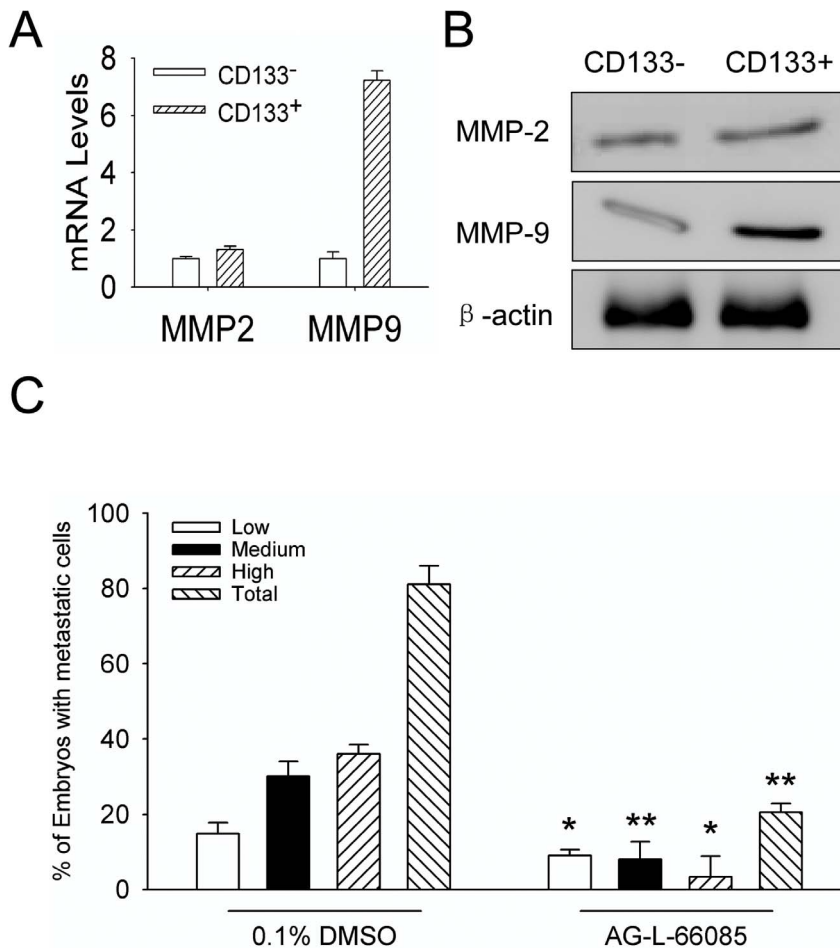 A
8
6
4
2
0
mRNA Levels
CD133-
CD133+
MMP2 MMP9
B
CD133- CD133+
MMP-2
MMP-9
β-actin
C
% of Embryos with metastatic cells
100
80
60
40
20
0
Low
Medium
High
Total
* ** * **
0.1% DMSO AG-L-66085